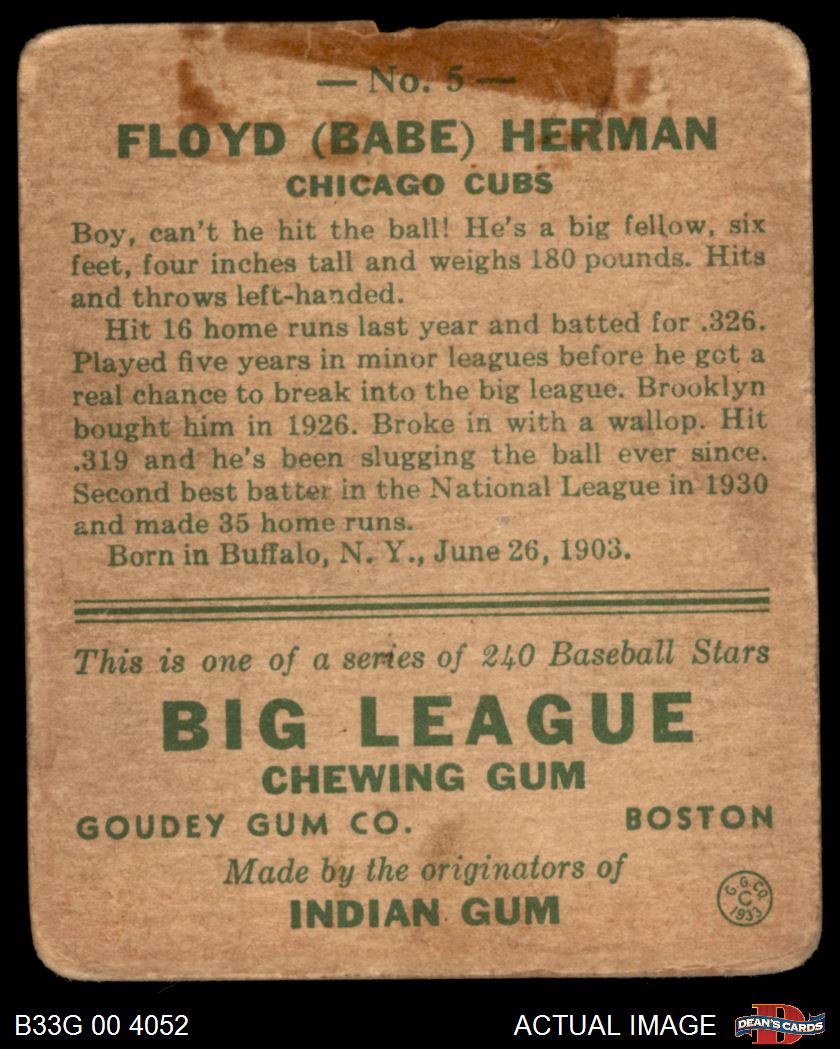 — No. 5 —
FLOYD (BABE) HERMAN
CHICAGO CUBS
Boy, can't he hit the ball! He's a big fellow, six
feet, four inches tall and weighs 180 pounds. Hits
and throws left-handed.
Hit 16 home runs last year and batted for .326.
Played five years in minor leagues before he got a
real chance to break into the big league. Brooklyn
bought him in 1926. Broke in with a wallop. Hit
.319 and he's been slugging the ball ever since.
Second best batter in the National League in 1930
and made 35 home runs.
Born in Buffalo, N. Y., June 26, 1903.
This is one of a series of 240 Baseball Stars
BIG LEAGUE
CHEWING GUM
GOUDEY GUM CO. BOSTON
Made by the originators of
INDIAN GUM
G. G. CO.
C
1933
B33G 00 4052 ACTUAL IMAGE
D
DEAN'S CARDS